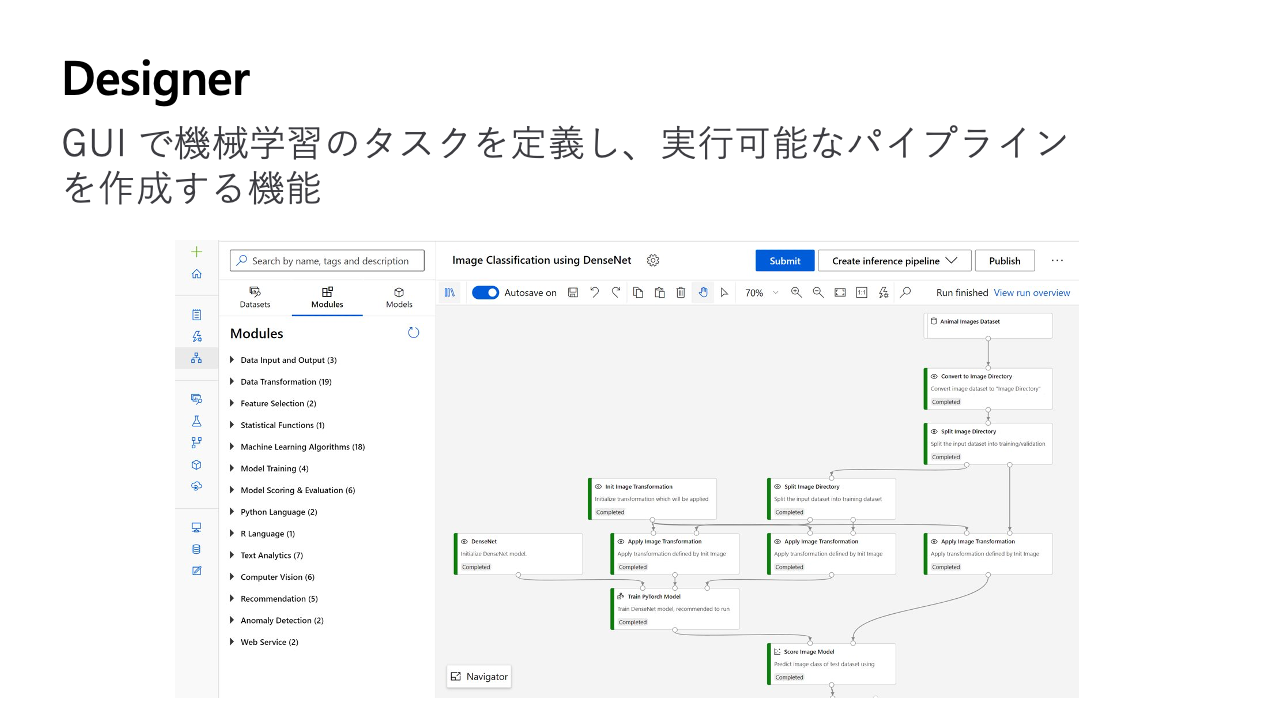 Designer
GUI で機械学習のタスクを定義し、実行可能なパイプライン
を作成する機能
Search by name, tags and description
Image Classification using DenseNet
Submit
Create inference pipeline
Publish
Datasets
Modules
Models
Autosave on
70%
1:1
Run finished View run overview
Modules
Data Input and Output (3)
Data Transformation (19)
Feature Selection (2)
Statistical Functions (1)
Machine Learning Algorithms (18)
Model Training (4)
Model Scoring & Evaluation (6)
Python Language (2)
R Language (1)
Text Analytics (7)
Computer Vision (6)
Recommendation (5)
Anomaly Detection (2)
Web Service (2)
Animal Images Dataset
Convert to Image Directory
Convert image dataset to "Image Directory"
Completed
Split Image Directory
Split the input dataset into training/validation
Completed
Init Image Transformation
Initialize transformation which will be applied
Completed
Split Image Directory
Split the input dataset into training dataset
Completed
DenseNet
Initialize DenseNet model.
Completed
Apply Image Transformation
Apply transformation defined by Init Image
Completed
Apply Image Transformation
Apply transformation defined by Init Image
Completed
Apply Image Transformation
Apply transformation defined by Init Image
Completed
Train PyTorch Model
Train DenseNet model, recommended to run
Completed
Score Image Model
Predict image class of test dataset using
Completed
Navigator